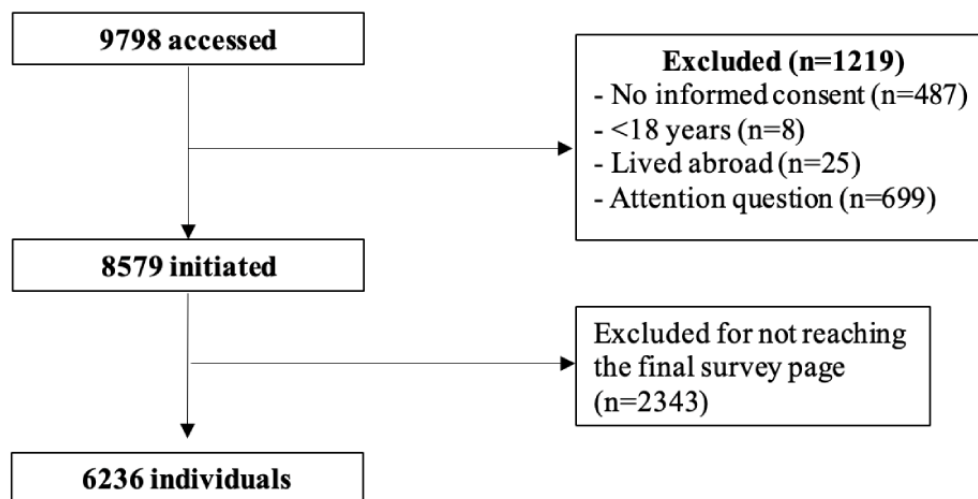 9798 accessed
Excluded (n=1219)
- No informed consent (n=487)
- <18 years (n=8)
- Lived abroad (n=25)
- Attention question (n=699)
8579 initiated
Excluded for not reaching
the final survey page
(n=2343)
6236 individuals